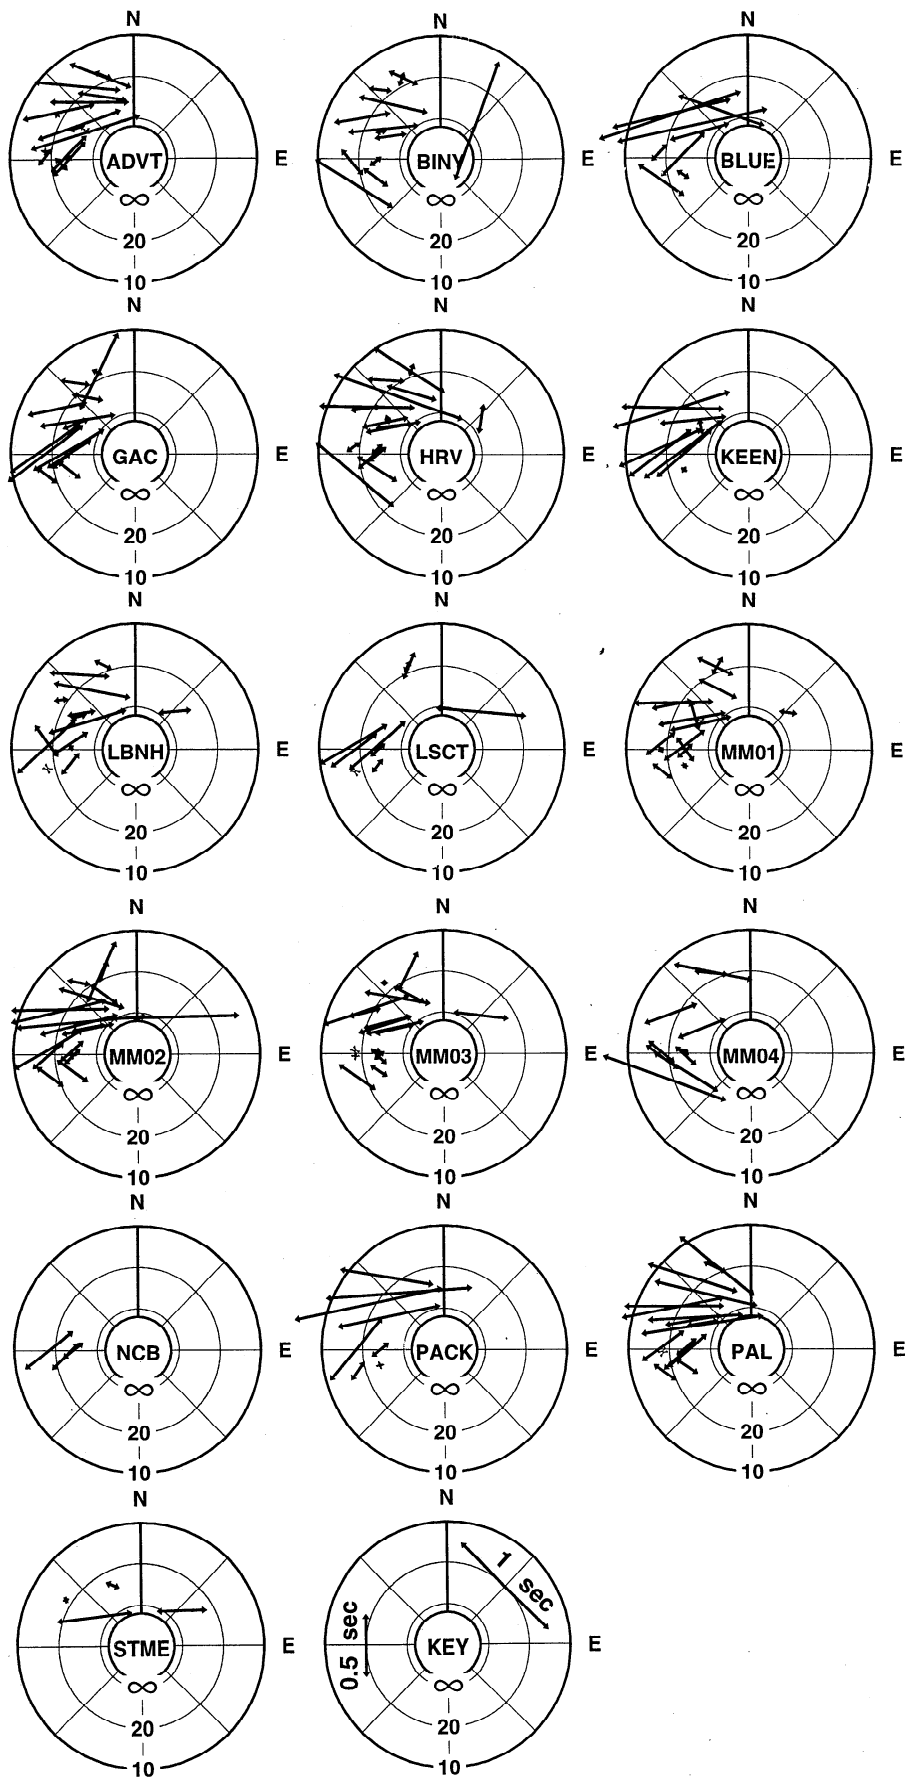 N N N
ADVT E BINY E BLUE E
∞ ∞ ∞
20 20 20
10 10 10
N N N
GAC E HRV E KEEN E
∞ ∞ ∞
20 20 20
10 10 10
N N N
LBNH E LSCT E MM01 E
∞ ∞ ∞
20 20 20
10 10 10
N N N
MM02 E MM03 E MM04 E
∞ ∞ ∞
20 20 20
10 10 10
N N N
NCB E PACK E PAL E
∞ ∞ ∞
20 20 20
10 10 10
N N
1 sec
0.5 sec
STME E KEY E
∞ ∞
20 20
10 10